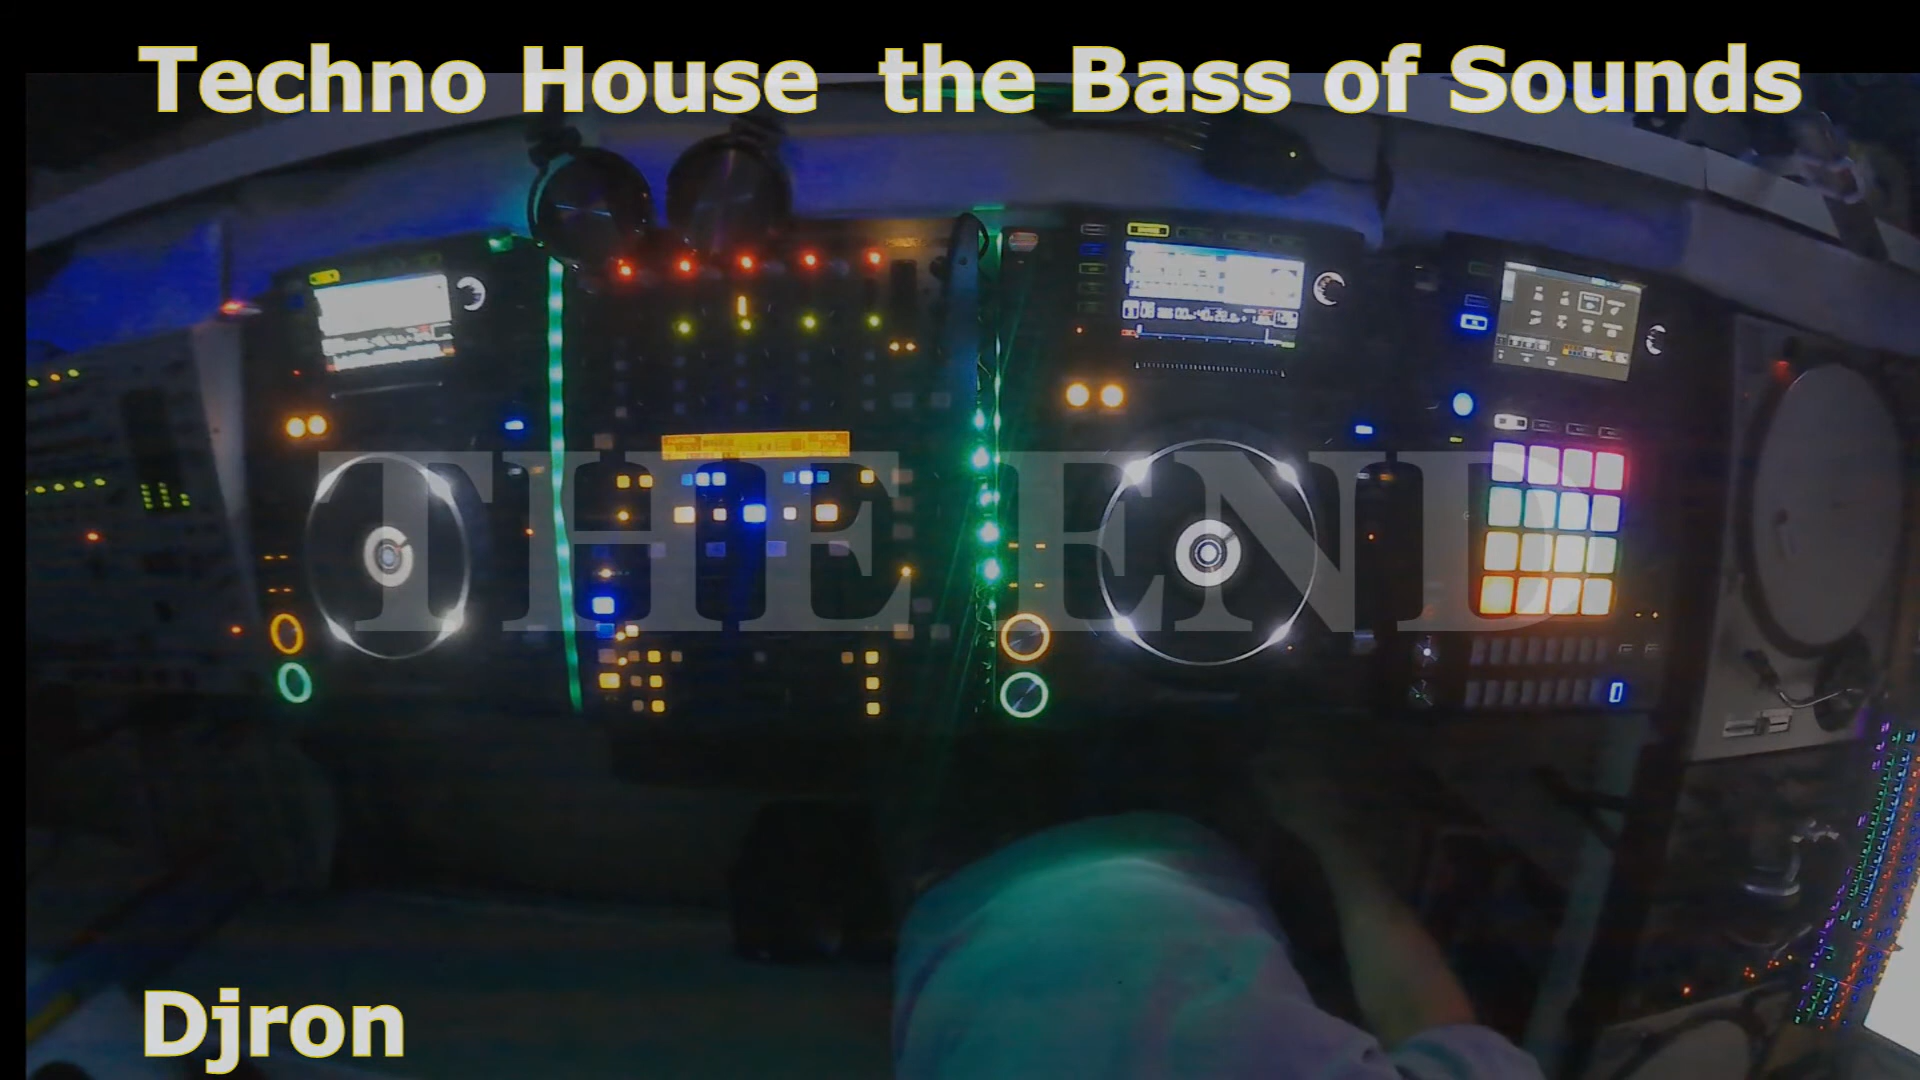 Techno House  the Bass of Sounds
THE END
Djron